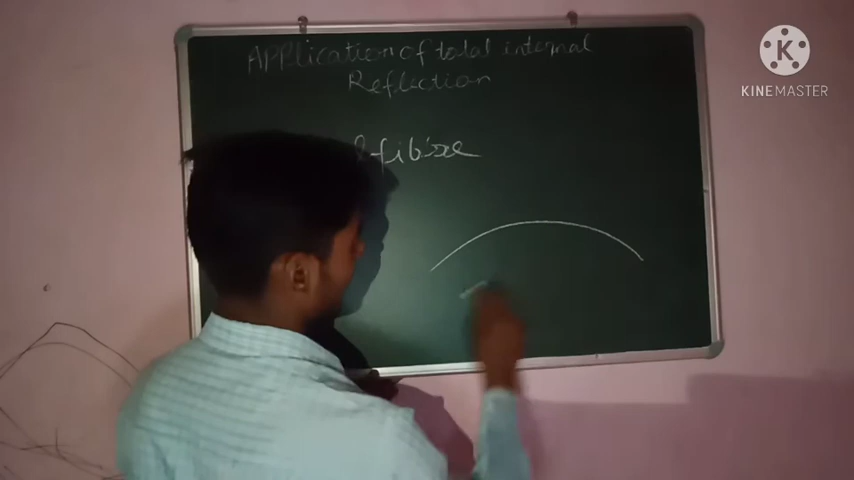 APPlication of total internal
Reflection
fibre
KINEMASTER